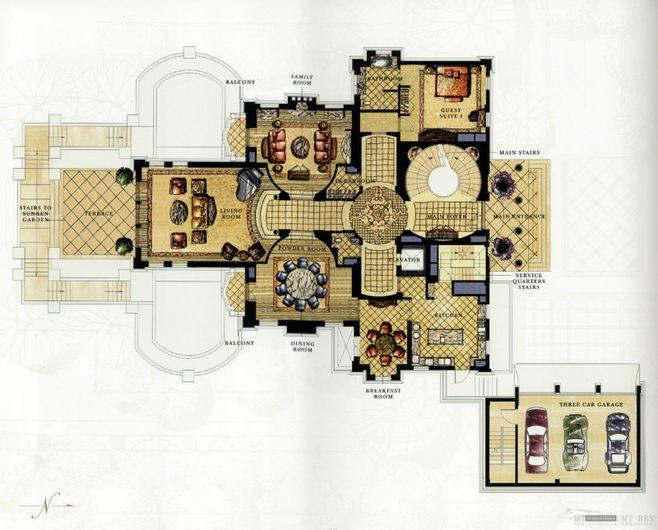 BALCONY
FAMILY
ROOM
BATHROOM
GUEST
SUITE 1
MAIN STAIRS
CLOAKROOM
STAIRS TO
SUNKEN
GARDEN
TERRACE
LIVING
ROOM
MAIN FOYER
MAIN ENTRANCE
POWDER ROOM
ELEVATOR
SERVICE
QUARTERS
STAIRS
KITCHEN
BALCONY
DINING
ROOM
BREAKFAST
ROOM
THREE CAR GARAGE
N
MT-BBS